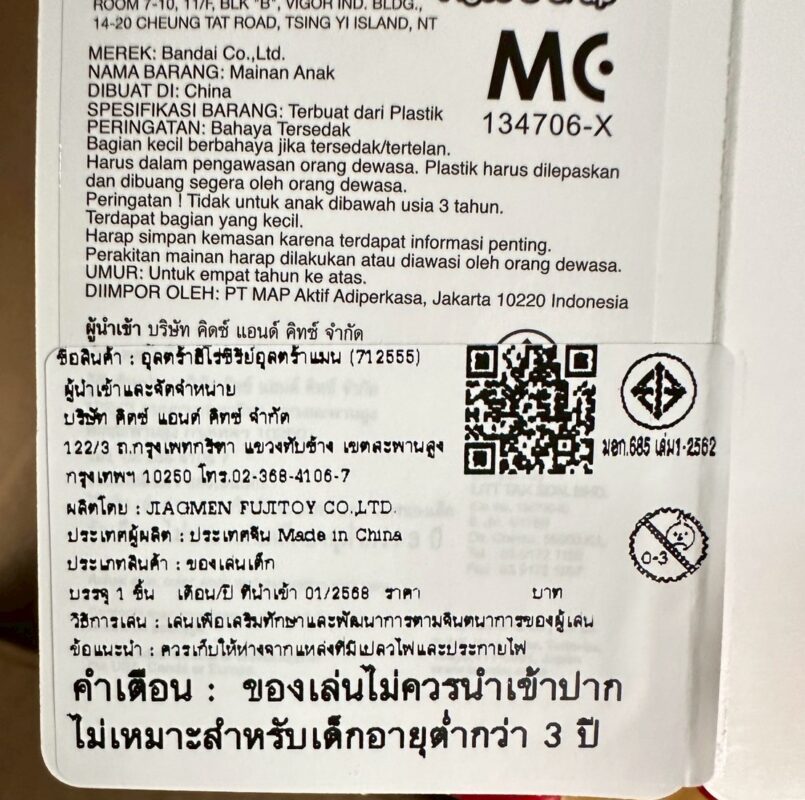 ROOM 7-10, 11/F, BLK "B", VIGOR IND. BLDG.,
14-20 CHEUNG TAT ROAD, TSING YI ISLAND, NT
MC
134706-X
MEREK: Bandai Co.,Ltd.
NAMA BARANG: Mainan Anak
DIBUAT DI: China
SPESIFIKASI BARANG: Terbuat dari Plastik
PERINGATAN: Bahaya Tersedak
Bagian kecil berbahaya jika tersedak/tertelan.
Harus dalam pengawasan orang dewasa. Plastik harus dilepaskan
dan dibuang segera oleh orang dewasa.
Peringatan ! Tidak untuk anak dibawah usia 3 tahun.
Terdapat bagian yang kecil.
Harap simpan kemasan karena terdapat informasi penting.
Perakitan mainan harap dilakukan atau diawasi oleh orang dewasa.
UMUR: Untuk empat tahun ke atas.
DIIMPOR OLEH: PT MAP Aktif Adiperkasa, Jakarta 10220 Indonesia
ผู้นำเข้า บริษัท คิดซ์ แอนด์ คิทซ์ จำกัด
ชื่อสินค้า : อุลตร้าฮีโร่ซีรีย์อุลตร้าแมน (712555)
ผู้นำเข้าและจัดจำหน่าย
บริษัท คิดซ์ แอนด์ คิทซ์ จำกัด
122/3 ถ.กรุงเทพกรีฑา แขวงทับช้าง เขตสะพานสูง
กรุงเทพฯ 10250 โทร.02-368-4106-7
มอก.685 เล่ม1-2562
ผลิตโดย : JIAGMEN FUJITOY CO.,LTD.
ประเทศผู้ผลิต : ประเทศจีน Made in China
ประเภทสินค้า : ของเล่นเด็ก
0-3
บรรจุ 1 ชิ้น เดือน/ปี ที่นำเข้า 01/2568 ราคา บาท
วิธีการเล่น : เล่นเพื่อเสริมทักษะและพัฒนาการตามจินตนาการของผู้เล่น
ข้อแนะนำ : ควรเก็บให้ห่างจากแหล่งที่มีเปลวไฟและประกายไฟ
คำเตือน : ของเล่นไม่ควรนำเข้าปาก
ไม่เหมาะสำหรับเด็กอายุต่ำกว่า 3 ปี